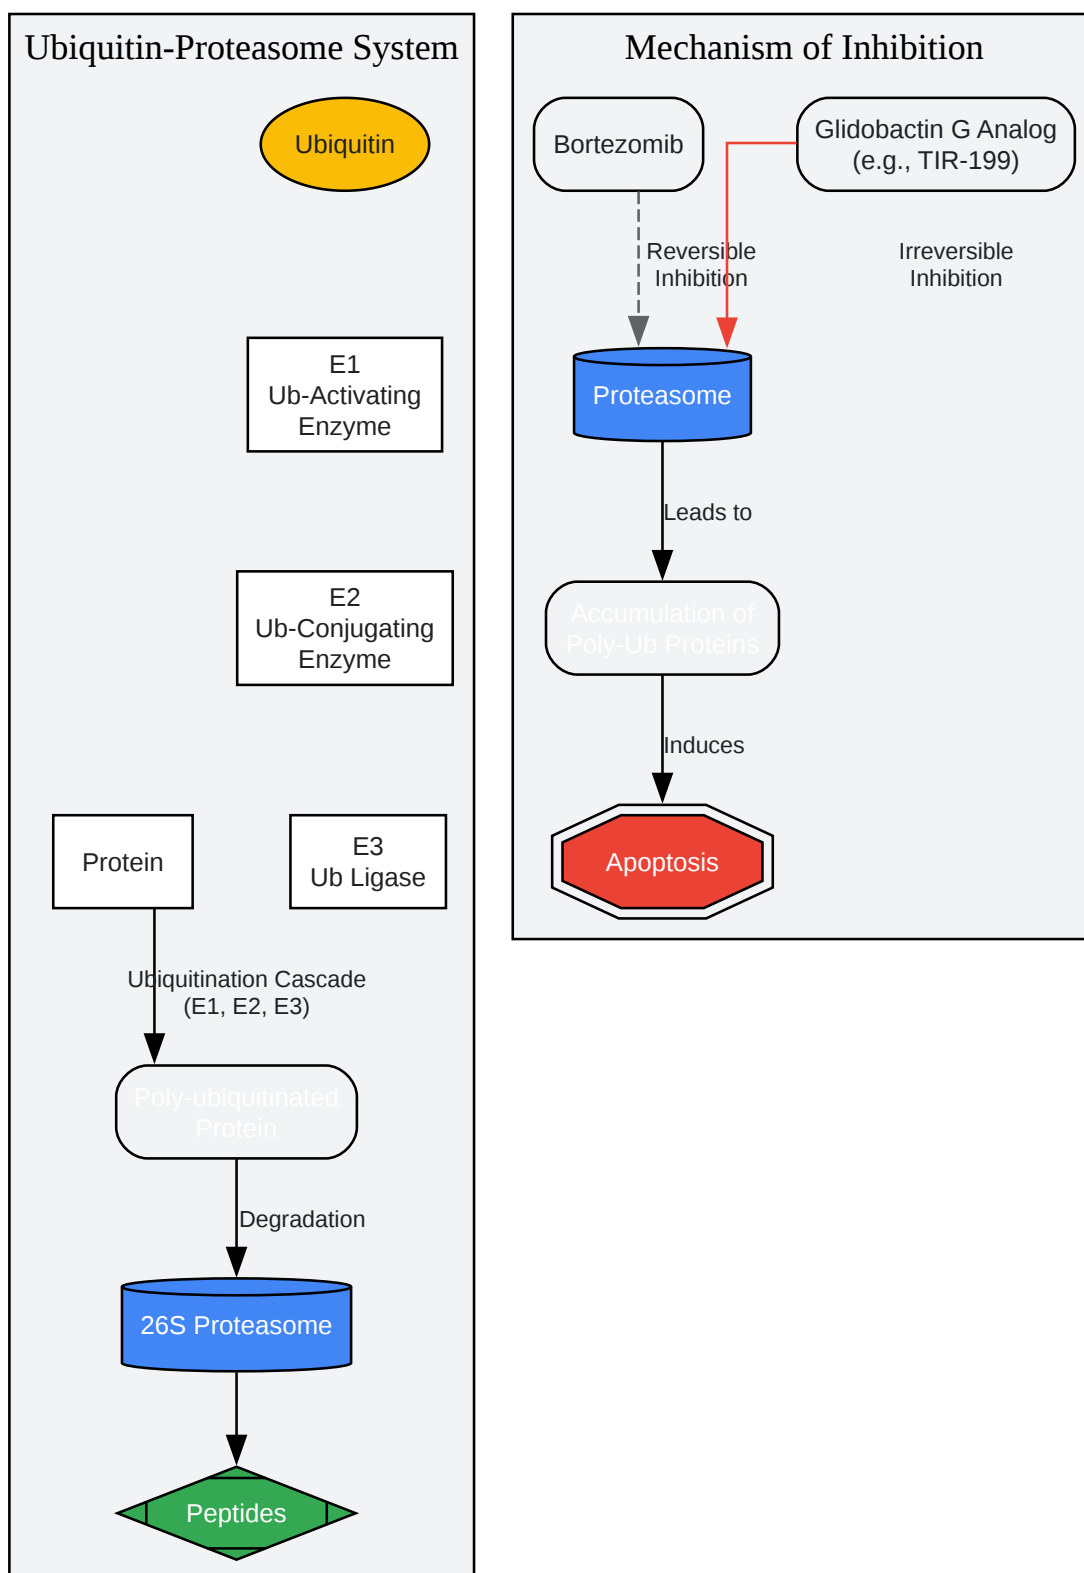 Ubiquitin-Proteasome System
Ubiquitin
E1
Ub-Activating
Enzyme
E2
Ub-Conjugating
Enzyme
Protein
E3
Ub Ligase
Ubiquitination Cascade
(E1, E2, E3)
Poly-ubiquitinated
Protein
Degradation
26S Proteasome
Peptides
Mechanism of Inhibition
Bortezomib
Glidobactin G Analog
(e.g., TIR-199)
Reversible
Inhibition
Irreversible
Inhibition
Proteasome
Leads to
Accumulation of
Poly-Ub Proteins
Induces
Apoptosis